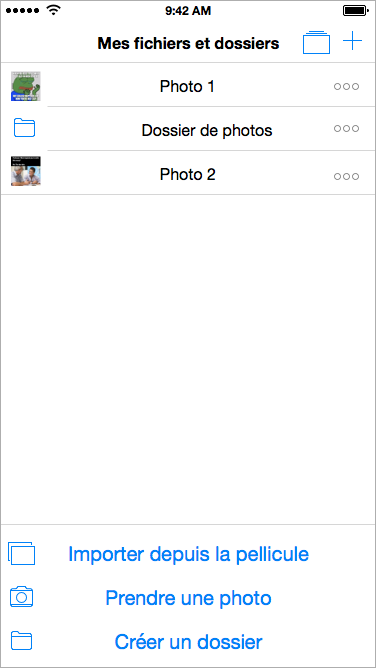 9:42 AM
Mes fichiers et dossiers
Photo 1
Dossier de photos
Photo 2
Importer depuis la pellicule
Prendre une photo
Créer un dossier